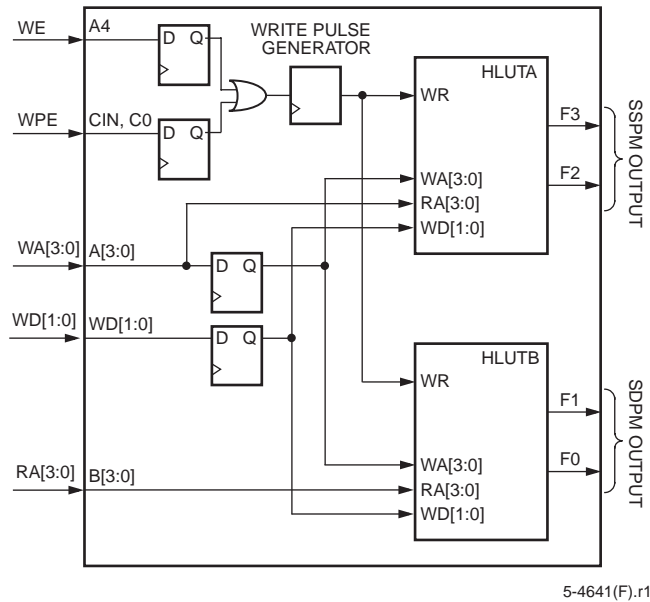 WE
A4
D Q
WRITE PULSE
GENERATOR
HLUTA
WR
WPE
CIN, C0
D Q
F3
F2
SSPM OUTPUT
WA[3:0]
RA[3:0]
WD[1:0]
WA[3:0]
A[3:0]
D Q
WD[1:0]
WD[1:0]
D Q
HLUTB
WR
F1
F0
SDPM OUTPUT
WA[3:0]
RA[3:0]
WD[1:0]
RA[3:0]
B[3:0]
5-4641(F).r1